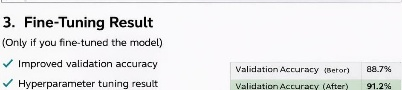 3. Fine-Tuning Result
(Only if you fine-tuned the model)
✓ Improved validation accuracy
✓ Hyperparameter tuning result
Validation Accuracy (Betor) 88.7%
Validation Accuracy (After) 91.2%